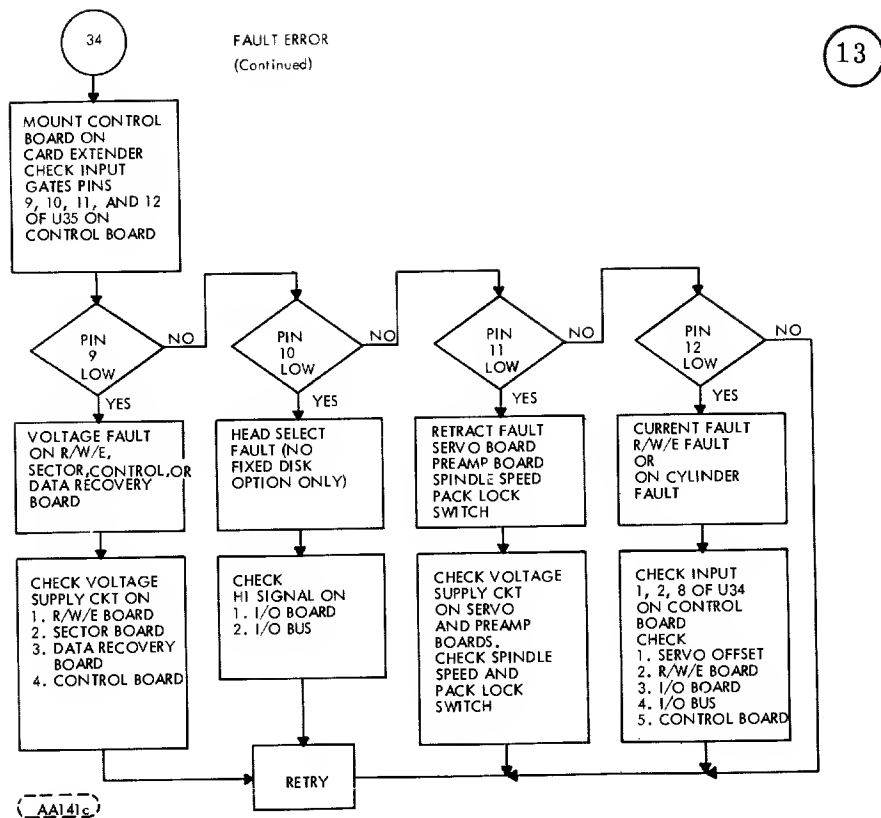 34
FAULT ERROR
(Continued)
13
MOUNT CONTROL
BOARD ON
CARD EXTENDER
CHECK INPUT
GATES PINS
9, 10, 11, AND 12
OF U35 ON
CONTROL BOARD
PIN
9
LOW
NO
YES
PIN
10
LOW
NO
YES
PIN
11
LOW
NO
YES
PIN
12
LOW
NO
YES
VOLTAGE FAULT
ON R/W/E,
SECTOR,CONTROL,OR
DATA RECOVERY
BOARD
HEAD SELECT
FAULT (NO
FIXED DISK
OPTION ONLY)
RETRACT FAULT
SERVO BOARD
PREAMP BOARD
SPINDLE SPEED
PACK LOCK
SWITCH
CURRENT FAULT
R/W/E FAULT
OR
ON CYLINDER
FAULT
CHECK VOLTAGE
SUPPLY CKT ON
1. R/W/E BOARD
2. SECTOR BOARD
3. DATA RECOVERY
BOARD
4. CONTROL BOARD
CHECK
HI SIGNAL ON
1. I/O BOARD
2. I/O BUS
CHECK VOLTAGE
SUPPLY CKT
ON SERVO
AND PREAMP
BOARDS.
CHECK SPINDLE
SPEED AND
PACK LOCK
SWITCH
CHECK INPUT
1, 2, 8 OF U34
ON CONTROL
BOARD
CHECK
1. SERVO OFFSET
2. R/W/E BOARD
3. I/O BOARD
4. I/O BUS
5. CONTROL BOARD
RETRY
AA141c